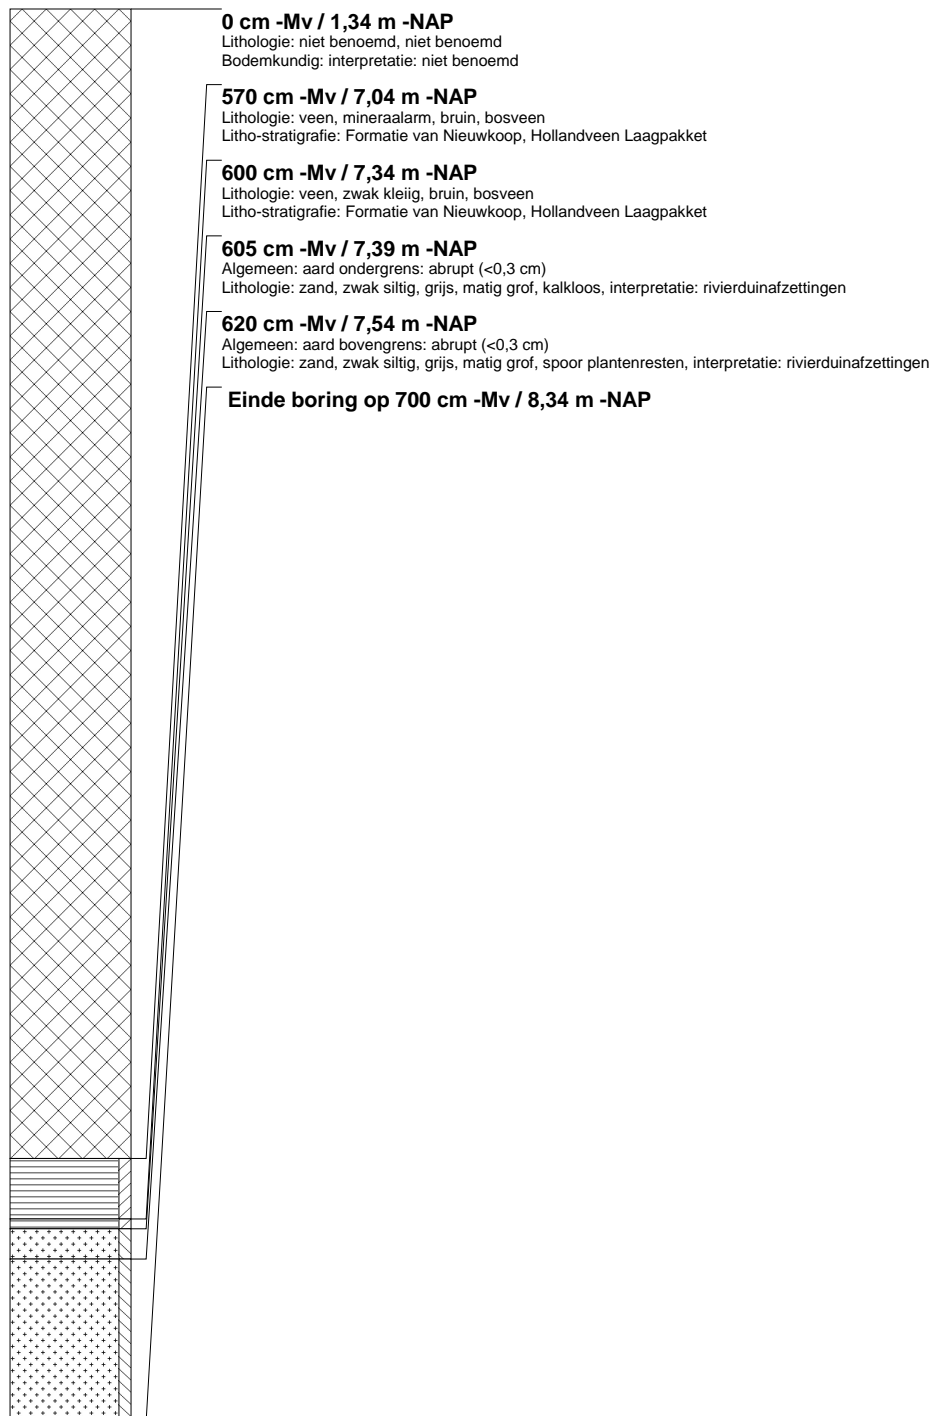 0 cm -Mv / 1,34 m -NAP
Lithologie: niet benoemd, niet benoemd
Bodemkundig: interpretatie: niet benoemd
570 cm -Mv / 7,04 m -NAP
Lithologie: veen, mineraalarm, bruin, bosveen
Litho-stratigrafie: Formatie van Nieuwkoop, Hollandveen Laagpakket
600 cm -Mv / 7,34 m -NAP
Lithologie: veen, zwak kleiig, bruin, bosveen
Litho-stratigrafie: Formatie van Nieuwkoop, Hollandveen Laagpakket
605 cm -Mv / 7,39 m -NAP
Algemeen: aard ondergrens: abrupt (<0,3 cm)
Lithologie: zand, zwak siltig, grijs, matig grof, kalkloos, interpretatie: rivierduinafzettingen
620 cm -Mv / 7,54 m -NAP
Algemeen: aard bovengrens: abrupt (<0,3 cm)
Lithologie: zand, zwak siltig, grijs, matig grof, spoor plantenresten, interpretatie: rivierduinafzettingen
Einde boring op 700 cm -Mv / 8,34 m -NAP